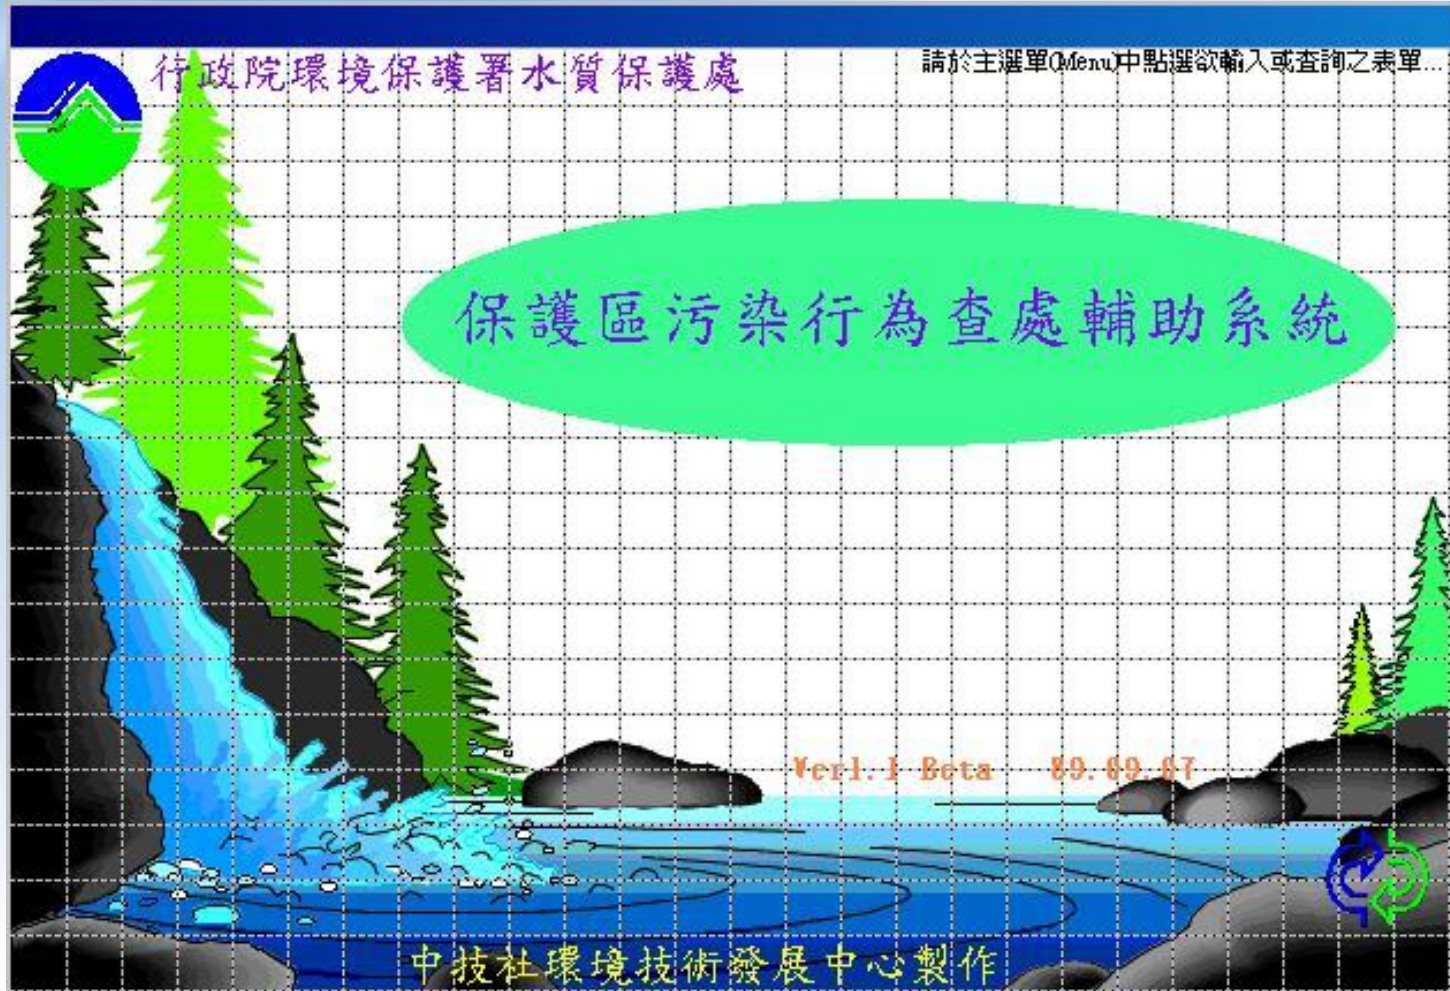 行政院環境保護署水質保護處
請於主選單(Menu)中點選欲輸入或查詢之表單...
保護區污染行為查處輔助系統
Ver1.1 Beta 89.09.07
中技社環境技術發展中心製作